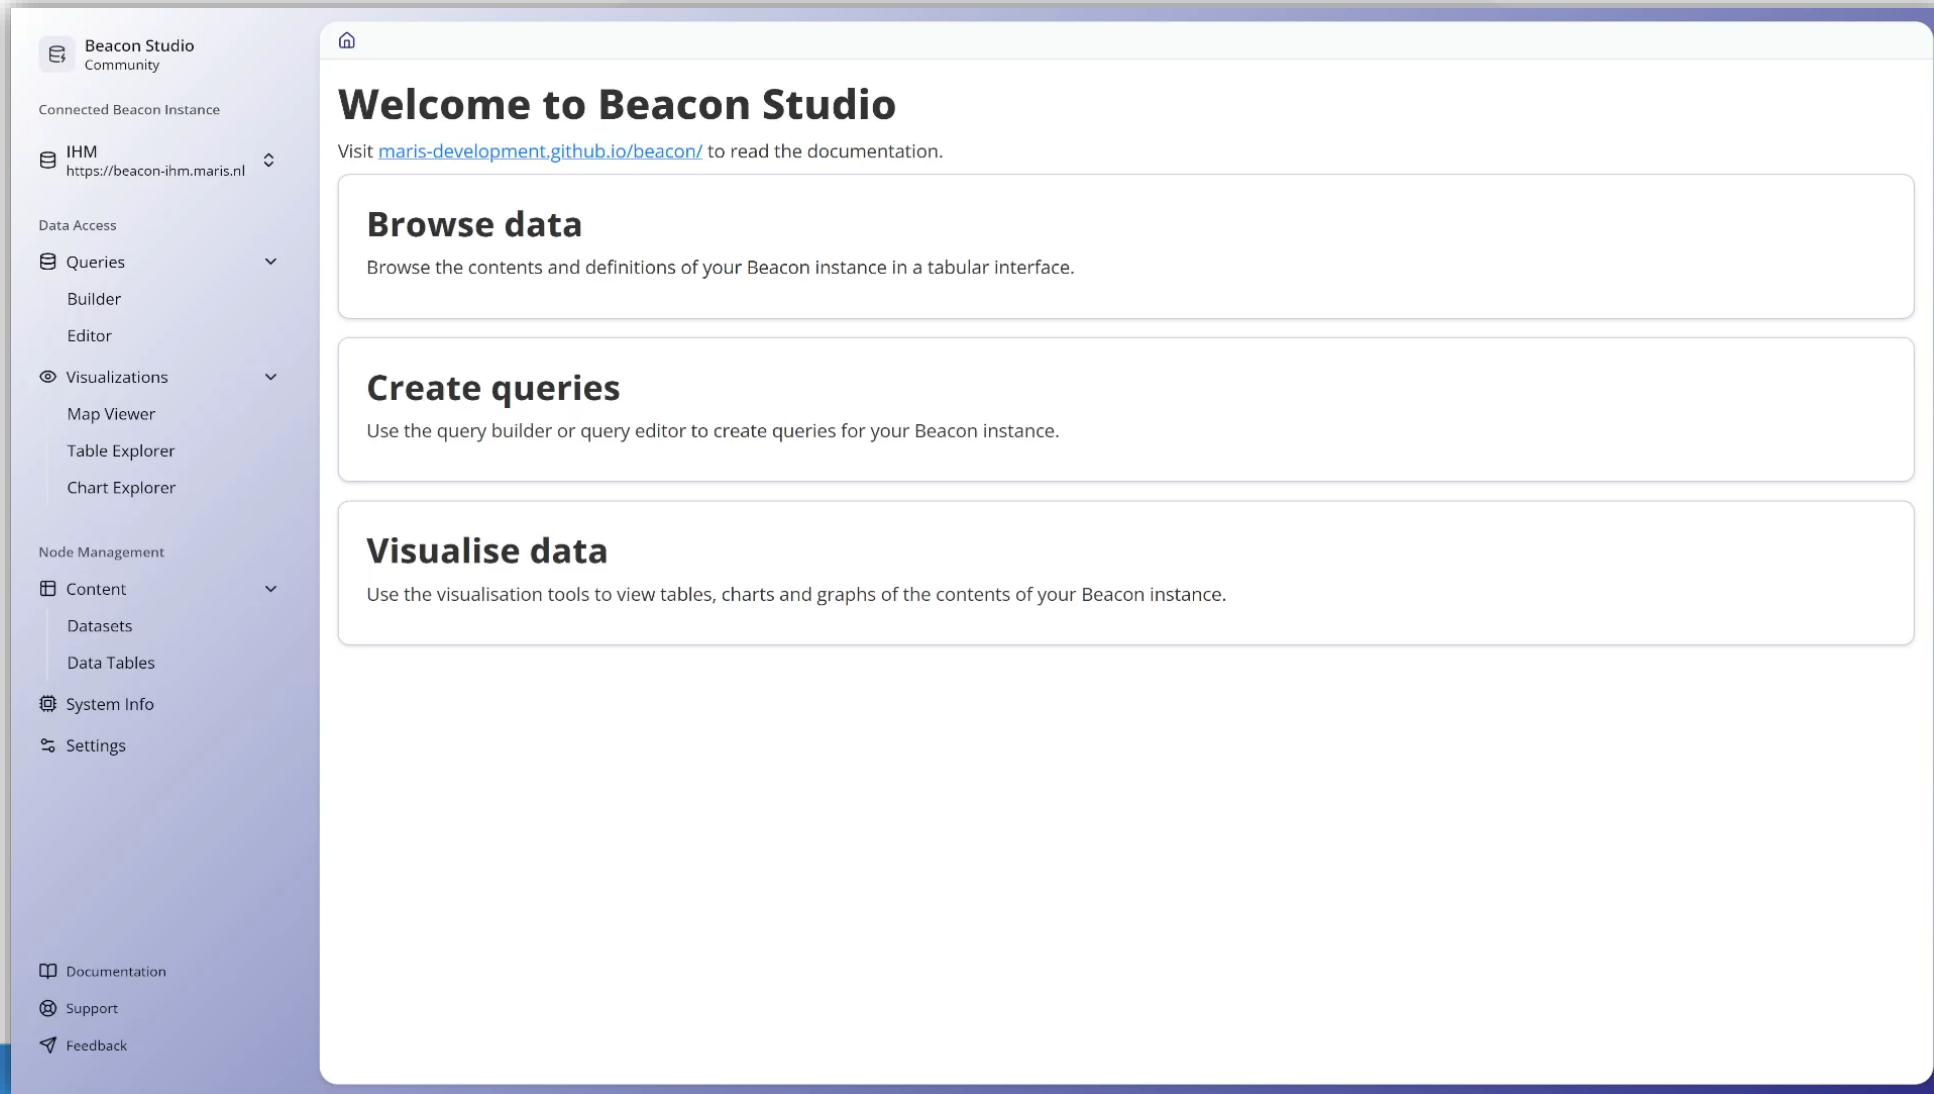 Beacon Studio
Community
Connected Beacon Instance
IHM
https://beacon-ihm.maris.nl
Data Access
Queries
Builder
Editor
Visualizations
Map Viewer
Table Explorer
Chart Explorer
Node Management
Content
Datasets
Data Tables
System Info
Settings
Documentation
Support
Feedback
Welcome to Beacon Studio
Visit maris-development.github.io/beacon/ to read the documentation.
Browse data
Browse the contents and definitions of your Beacon instance in a tabular interface.
Create queries
Use the query builder or query editor to create queries for your Beacon instance.
Visualise data
Use the visualisation tools to view tables, charts and graphs of the contents of your Beacon instance.